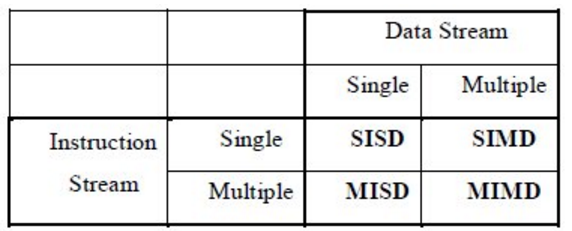 Data Stream
Single Multiple
Instruction Stream Single SISD SIMD
Multiple MISD MIMD